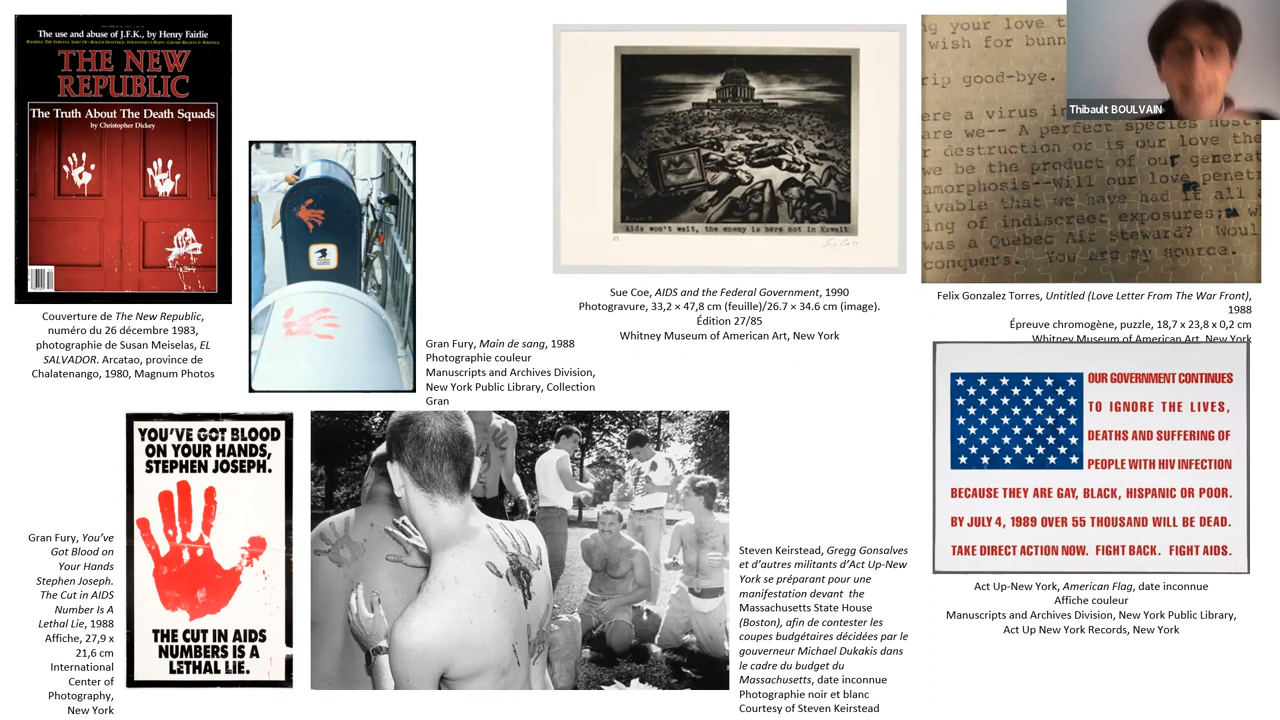 The use and abuse of J.F.K., by Henry Fairlie
THE NEW
REPUBLIC
The Truth About The Death Squads
by Christopher Dickey
Couverture de The New Republic,
numéro du 26 décembre 1983,
photographie de Susan Meiselas, EL
SALVADOR. Arcatao, province de
Chalatenango, 1980, Magnum Photos
Gran Fury, Main de sang, 1988
Photographie couleur
Manuscripts and Archives Division,
New York Public Library, Collection
Gran
Aids won't wait, the enemy is here not in Kuwait
Sue Coe, AIDS and the Federal Government, 1990
Photogravure, 33,2 × 47,8 cm (feuille)/26.7 × 34.6 cm (image).
Édition 27/85
Whitney Museum of American Art, New York
ng your love t
wish for bunn
rip good-bye.
ere a virus in
are we-- A perfect species host.
r destruction or is our love the
we be the product of our generat
amorphosis--Will our love penetr
ivable that we have had it all a
ing of indiscreet exposures;
was a Quebec Air Steward? Woul
conquers. You are my source.
Thibault BOULVAIN
Felix Gonzalez Torres, Untitled (Love Letter From The War Front),
1988
Épreuve chromogène, puzzle, 18,7 x 23,8 x 0,2 cm
Whitney Museum of American Art, New York
YOU'VE GOT BLOOD
ON YOUR HANDS,
STEPHEN JOSEPH.
THE CUT IN AIDS
NUMBERS IS A
LETHAL LIE.
Gran Fury, You've
Got Blood on
Your Hands
Stephen Joseph.
The Cut in AIDS
Number Is A
Lethal Lie, 1988
Affiche, 27,9 x
21,6 cm
International
Center of
Photography,
New York
Steven Keirstead, Gregg Gonsalves
et d'autres militants d'Act Up-New
York se préparant pour une
manifestation devant the
Massachusetts State House
(Boston), afin de contester les
coupes budgétaires décidées par le
gouverneur Michael Dukakis dans
le cadre du budget du
Massachusetts, date inconnue
Photographie noir et blanc
Courtesy of Steven Keirstead
OUR GOVERNMENT CONTINUES
TO IGNORE THE LIVES,
DEATHS AND SUFFERING OF
PEOPLE WITH HIV INFECTION
BECAUSE THEY ARE GAY, BLACK, HISPANIC OR POOR.
BY JULY 4, 1989 OVER 55 THOUSAND WILL BE DEAD.
TAKE DIRECT ACTION NOW. FIGHT BACK. FIGHT AIDS.
Act Up-New York, American Flag, date inconnue
Affiche couleur
Manuscripts and Archives Division, New York Public Library,
Act Up New York Records, New York